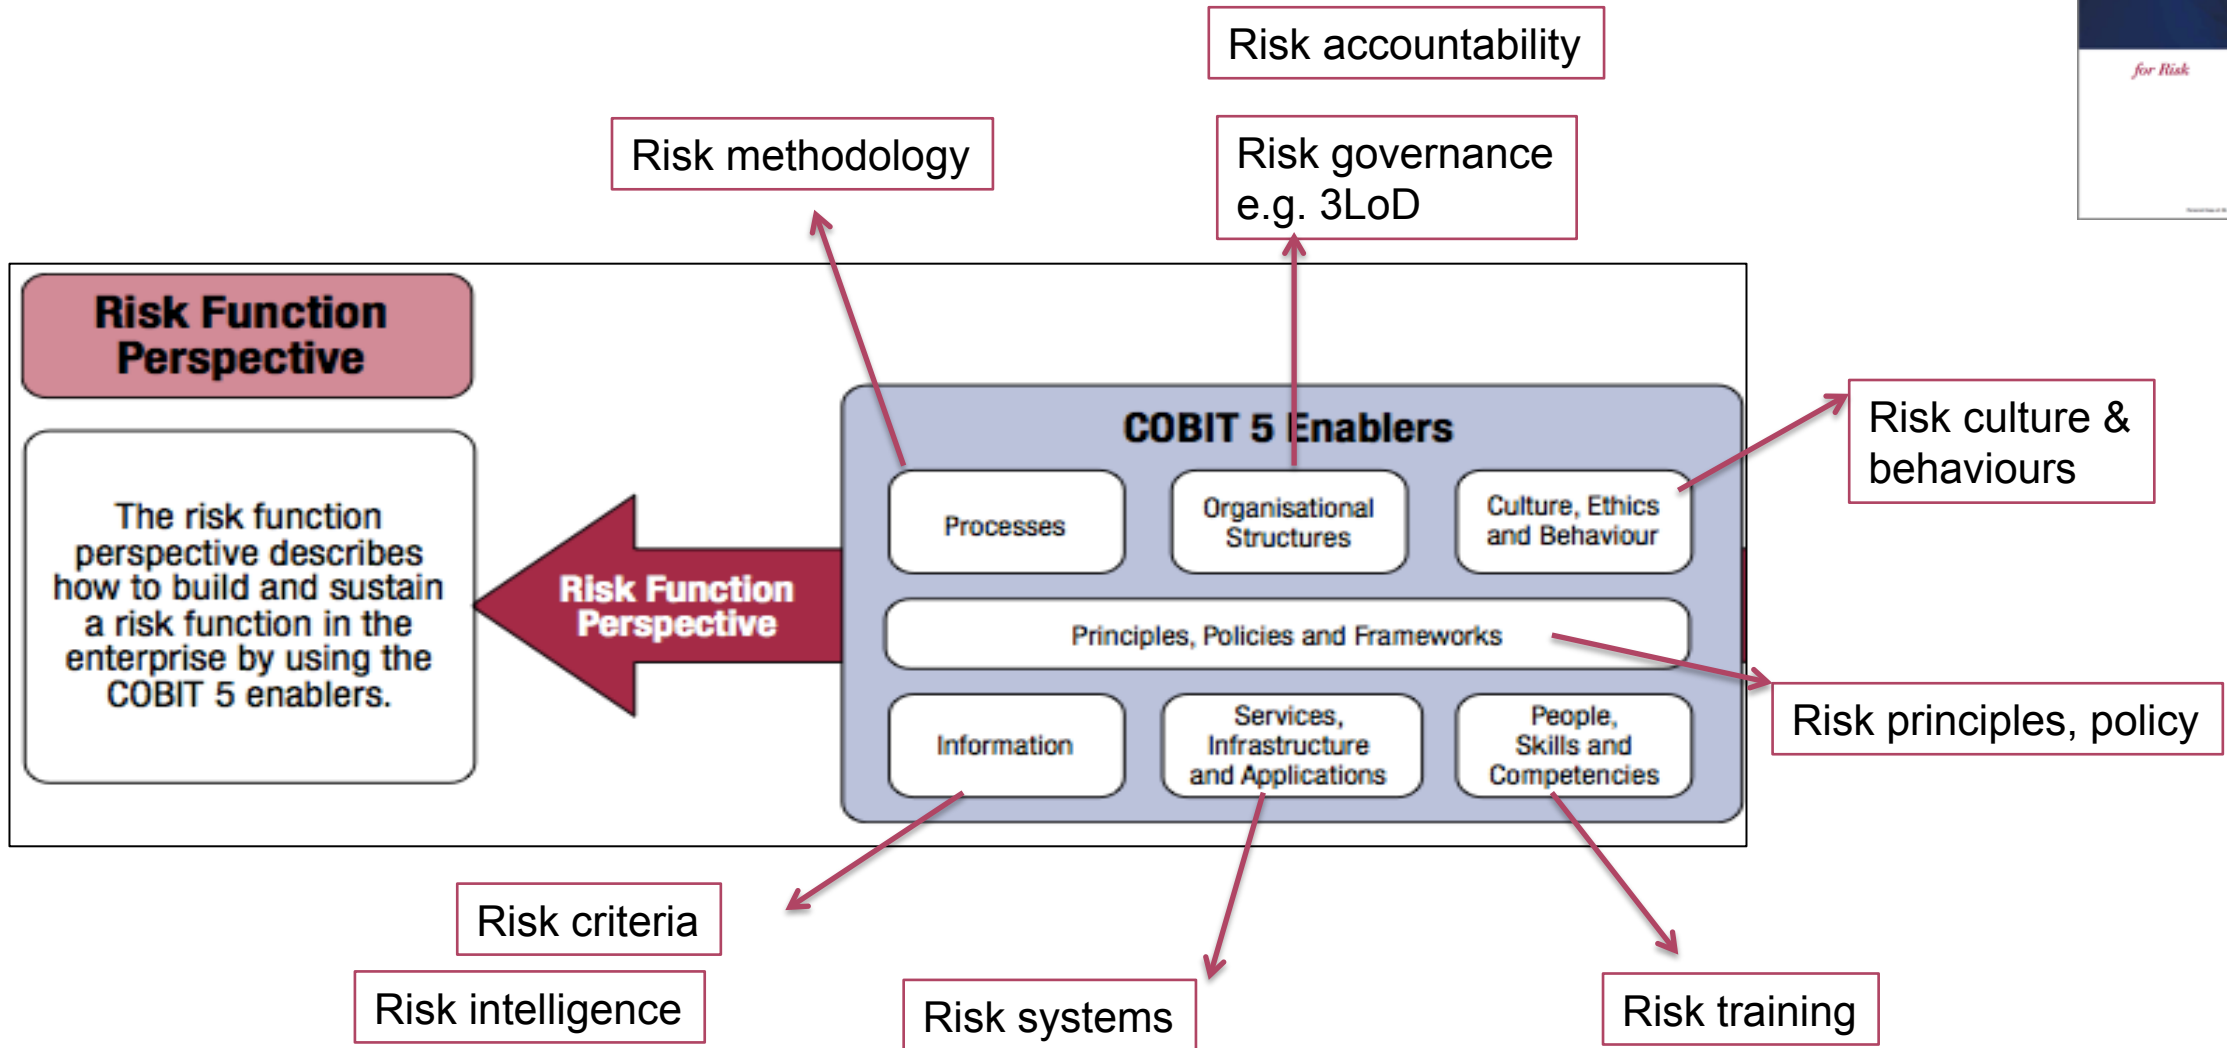 Risk accountability
for Risk
Risk methodology
Risk governance
e.g. 3LoD
Risk Function
Perspective
The risk function
perspective describes
how to build and sustain
a risk function in the
enterprise by using the
COBIT 5 enablers.
Risk Function
Perspective
COBIT 5 Enablers
Processes
Organisational
Structures
Culture, Ethics
and Behaviour
Principles, Policies and Frameworks
Information
Services,
Infrastructure
and Applications
People,
Skills and
Competencies
Risk culture &
behaviours
Risk principles, policy
Risk criteria
Risk intelligence
Risk systems
Risk training